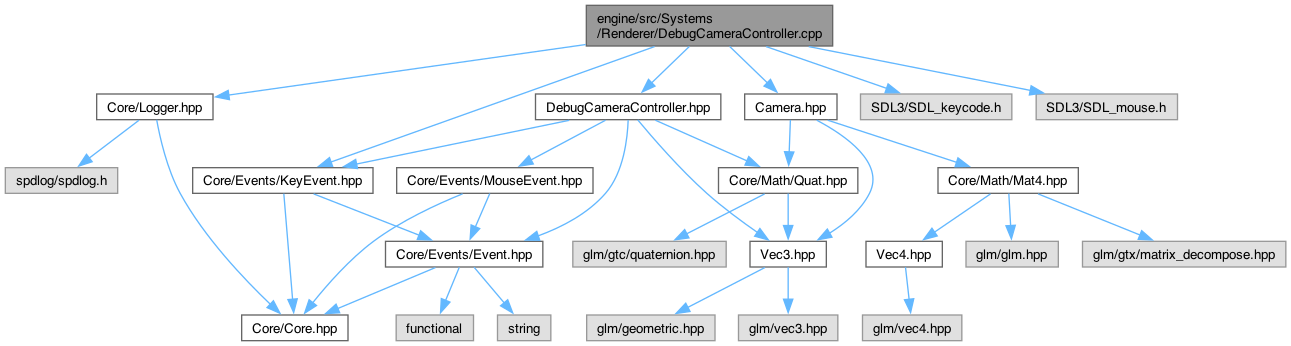 engine/src/Systems
/Renderer/DebugCameraController.cpp
Core/Logger.hpp
DebugCameraController.hpp
Camera.hpp
SDL3/SDL_keycode.h
SDL3/SDL_mouse.h
spdlog/spdlog.h
Core/Events/KeyEvent.hpp
Core/Events/MouseEvent.hpp
Core/Math/Quat.hpp
Core/Math/Mat4.hpp
Core/Events/Event.hpp
glm/gtc/quaternion.hpp
Vec3.hpp
Vec4.hpp
glm/glm.hpp
glm/gtx/matrix_decompose.hpp
Core/Core.hpp
functional
string
glm/geometric.hpp
glm/vec3.hpp
glm/vec4.hpp